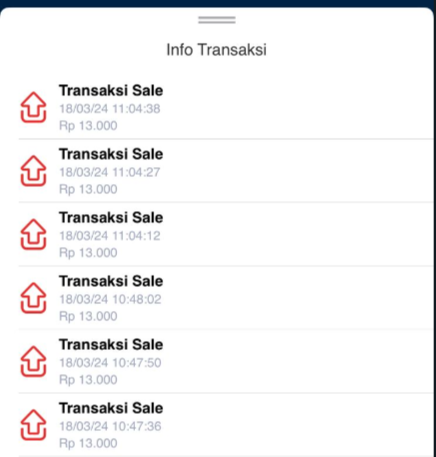 Info Transaksi
Transaksi Sale
18/03/24 11:04:38
Rp 13.000
Transaksi Sale
18/03/24 11:04:27
Rp 13.000
Transaksi Sale
18/03/24 11:04:12
Rp 13.000
Transaksi Sale
18/03/24 10:48:02
Rp 13.000
Transaksi Sale
18/03/24 10:47:50
Rp 13.000
Transaksi Sale
18/03/24 10:47:36
Rp 13.000